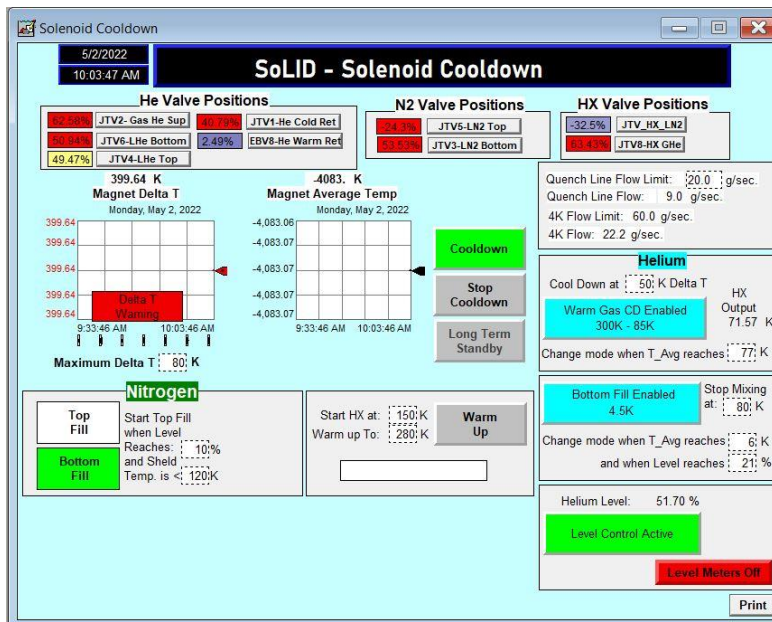 Solenoid Cooldown
5/2/2022
10:03:47 AM
SoLID - Solenoid Cooldown
He Valve Positions
62.58% JTV2- Gas He Sup 40.79% JTV1-He Cold Ret
50.94% JTV6-LHe Bottom 2.49% EBV8-He Warm Ret
49.47% JTV4-LHe Top
N2 Valve Positions
-24.3% JTV5-LN2 Top
53.53% JTV3-LN2 Bottom
HX Valve Positions
-32.5% JTV_HX_LN2
63.43% JTV8-HX GHe
399.64 K
Magnet Delta T
Monday, May 2, 2022
399.64
399.64
399.64
399.64
399.64
Delta T
Warning
9:33:46 AM 10:03:46 AM
Maximum Delta T 80 K
-4083. K
Magnet Average Temp
Monday, May 2, 2022
-4,083.06
-4,083.07
-4,083.07
-4,083.07
-4,083.07
9:33:46 AM 10:03:46 AM
Cooldown
Stop
Cooldown
Long Term
Standby
Quench Line Flow Limit: 20.0 g/sec.
Quench Line Flow: 9.0 g/sec.
4K Flow Limit: 60.0 g/sec.
4K Flow: 22.2 g/sec.
Helium
Cool Down at 50 K Delta T
Warm Gas CD Enabled
300K - 85K
HX
Output
71.57 K
Change mode when T_Avg reaches 77 K
Bottom Fill Enabled
4.5K
Stop Mixing
at: 80 K
Change mode when T_Avg reaches 6 K
and when Level reaches 21 %
Helium Level: 51.70 %
Level Control Active
Level Meters Off
Nitrogen
Top
Fill
Bottom
Fill
Start Top Fill
when Level
Reaches: 10 %
and Sheld
Temp. is < 120 K
Start HX at: 150 K
Warm up To: 280 K
Warm
Up
Print